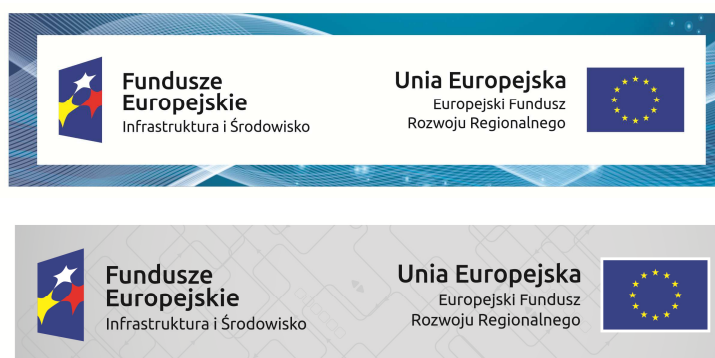 Fundusze
Europejskie
Infrastruktura i Środowisko
Unia Europejska
Europejski Fundusz
Rozwoju Regionalnego
Fundusze
Europejskie
Infrastruktura i Środowisko
Unia Europejska
Europejski Fundusz
Rozwoju Regionalnego